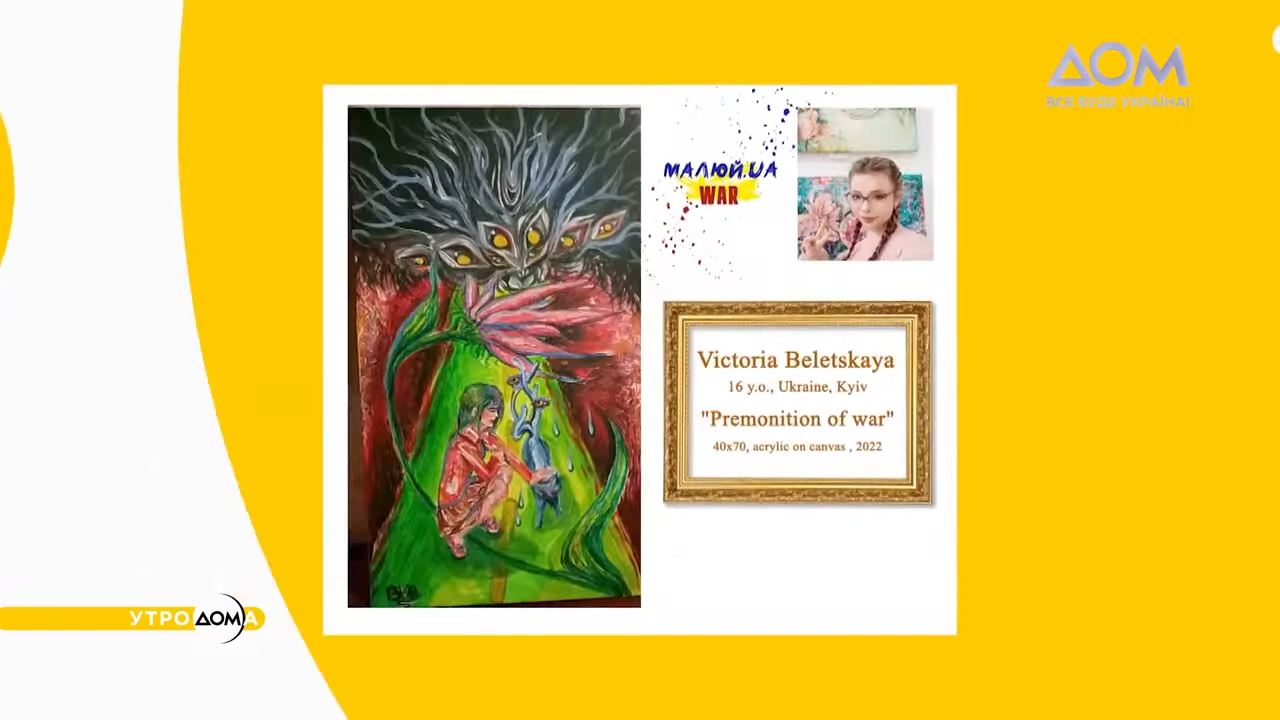 ДОМ
ВСЕ БУДЕ УКРАЇНА!
МАЛЮЙ.UA
WAR
Victoria Beletskaya
16 y.o., Ukraine, Kyiv
"Premonition of war"
40x70, acrylic on canvas , 2022
УТРО ДОМА